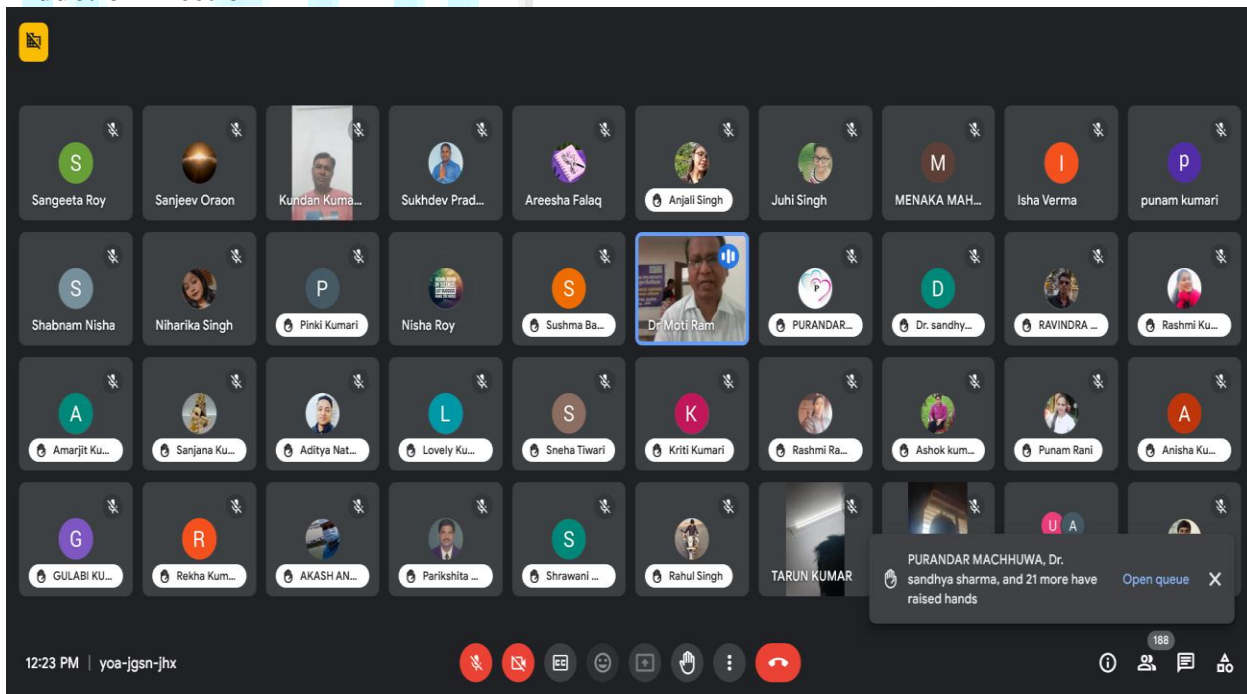 S
Sangeeta Roy
Sanjeev Oraon
Kundan Kuma...
Sukhdev Prad...
Areesha Falaq
Anjali Singh
Juhi Singh
M
MENAKA MAH...
I
Isha Verma
p
punam kumari
S
Shabnam Nisha
Niharika Singh
P
Pinki Kumari
Nisha Roy
S
Sushma Ba...
Dr Moti Ram
P
PURANDAR...
D
Dr. sandhy...
RAVINDRA ...
Rashmi Ku...
A
Amarjit Ku...
Sanjana Ku...
Aditya Nat...
L
Lovely Ku...
S
Sneha Tiwari
K
Kriti Kumari
Rashmi Ra...
Ashok kum...
Punam Rani
A
Anisha Ku...
G
GULABI KU...
R
Rekha Kum...
AKASH AN...
Parikshita ...
S
Shrawani ...
Rahul Singh
TARUN KUMAR
U A
PURANDAR MACHHUWA, Dr.
sandhya sharma, and 21 more have
raised hands
Open queue
12:23 PM | yoa-jgsn-jhx
188